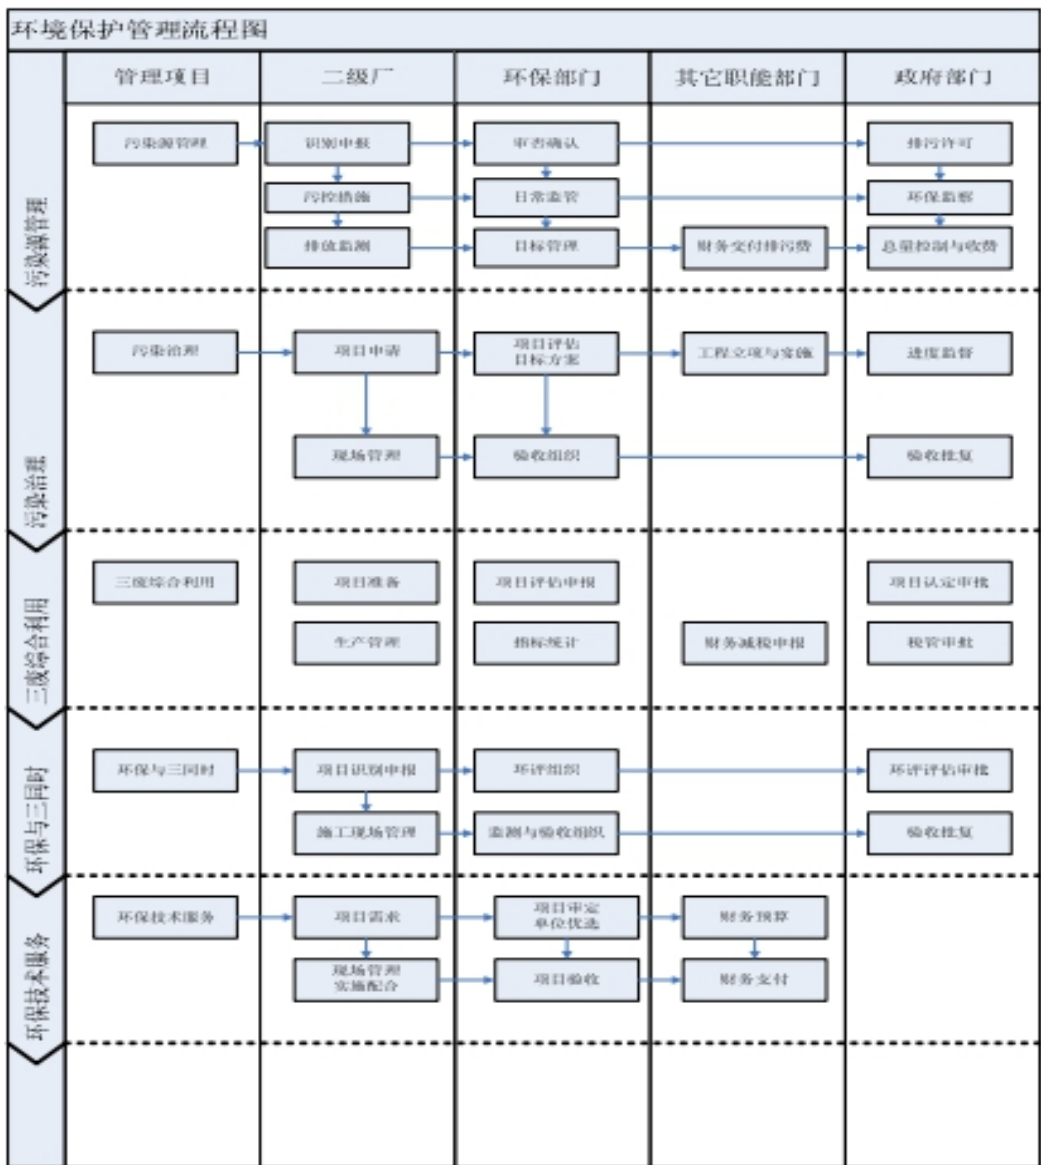 环境保护管理流程图
管理项目
二级厂
环保部门
其它职能部门
政府部门
污染源管理
污染源管理
识别申报
审否确认
排污许可
污控措施
日常监管
环保监察
排放监测
目标管理
财务交付排污费
总量控制与收费
污染治理
污染治理
项目申请
项目评估
目标方案
工程立项与实施
进度监督
现场管理
验收组织
验收批复
三废综合利用
三废综合利用
项目准备
项目评估申报
项目认定审批
生产管理
指标统计
财务减税申报
税管审批
环保与三同时
环保与三同时
项目识别申报
环评组织
环评评估审批
施工现场管理
监测与验收组织
验收批复
环保技术服务
环保技术服务
项目需求
项目审定
单位优选
财务预算
现场管理
实施配合
项目验收
财务支付